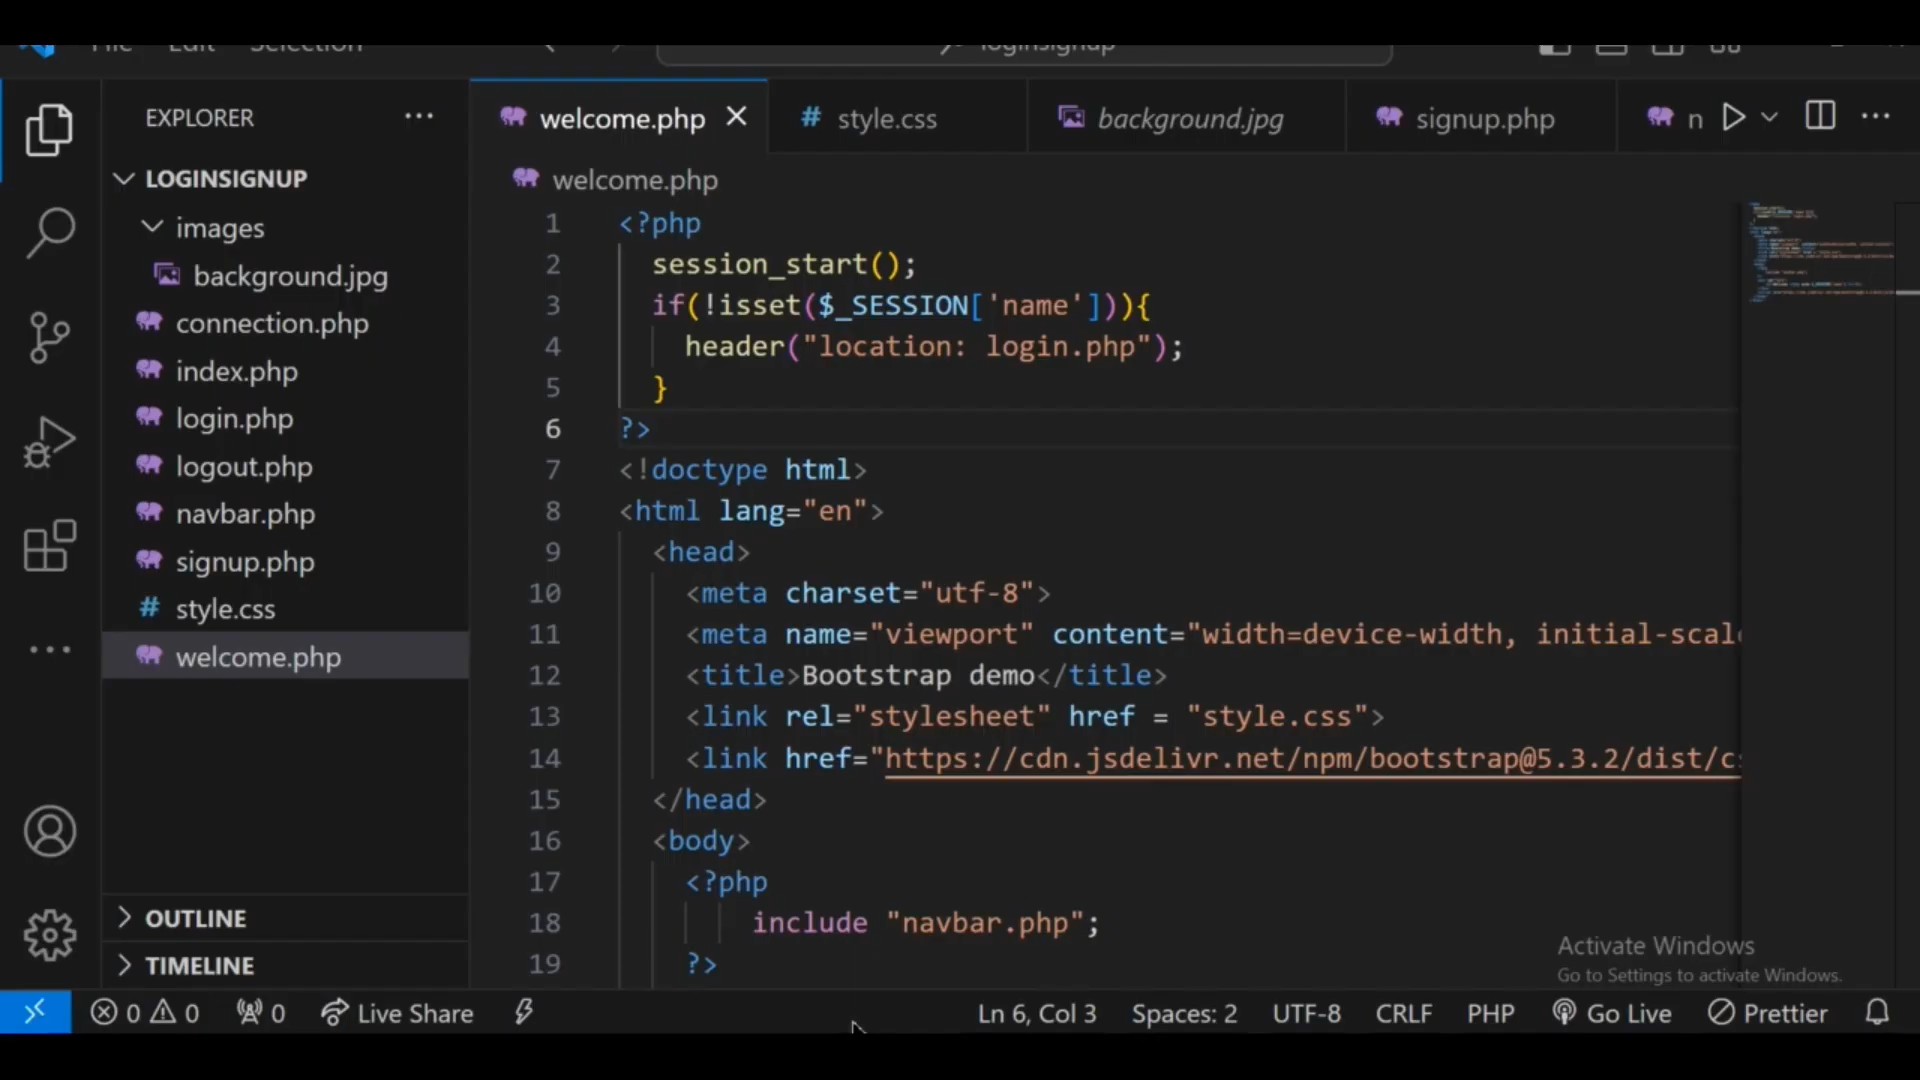 File Edit Selection
loginsignup
EXPLORER
LOGINSIGNUP
images
background.jpg
connection.php
index.php
login.php
logout.php
navbar.php
signup.php
style.css
welcome.php
OUTLINE
TIMELINE
welcome.php
# style.css
background.jpg
signup.php
n
welcome.php
1 <?php
2 session_start();
3 if(!isset($_SESSION['name'])){
4 header("location: login.php");
5 }
6 ?>
7 <!doctype html>
8 <html lang="en">
9 <head>
10 <meta charset="utf-8">
11 <meta name="viewport" content="width=device-width, initial-scal
12 <title>Bootstrap demo</title>
13 <link rel="stylesheet" href = "style.css">
14 <link href="https://cdn.jsdelivr.net/npm/bootstrap@5.3.2/dist/c
15 </head>
16 <body>
17 <?php
18 include "navbar.php";
19 ?>
Activate Windows
Go to Settings to activate Windows.
0 0 0 Live Share Ln 6, Col 3 Spaces: 2 UTF-8 CRLF PHP Go Live Prettier